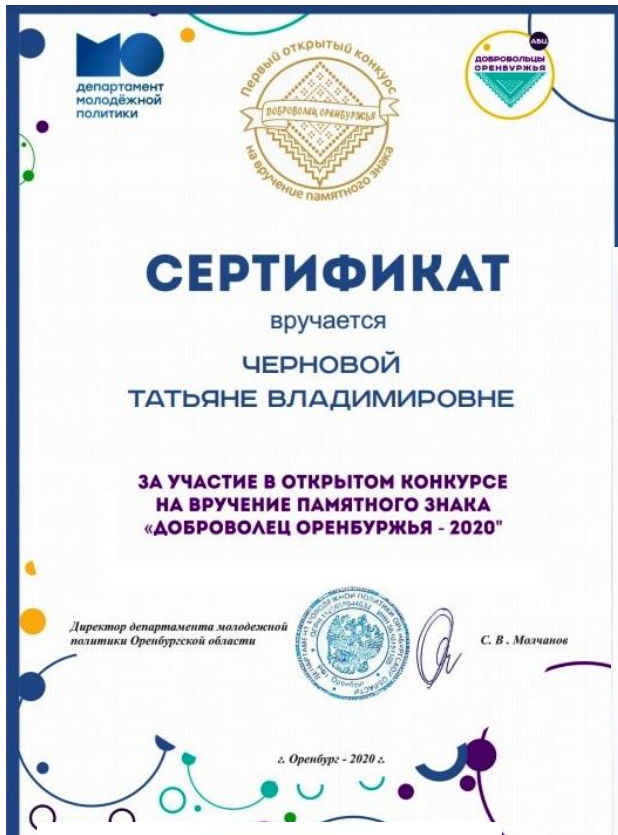 департамент
молодёжной
политики
Первый открытый конкурс
ДОБРОВОЛЕЦ ОРЕНБУРЖЬЯ
на вручение памятного знака
АВЦ
ДОБРОВОЛЬЦЫ
ОРЕНБУРЖЬЯ
СЕРТИФИКАТ
вручается
ЧЕРНОВОЙ
ТАТЬЯНЕ ВЛАДИМИРОВНЕ
ЗА УЧАСТИЕ В ОТКРЫТОМ КОНКУРСЕ
НА ВРУЧЕНИЕ ПАМЯТНОГО ЗНАКА
«ДОБРОВОЛЕЦ ОРЕНБУРЖЬЯ - 2020"
Директор департамента молодежной
политики Оренбургской области
С. В . Молчанов
г. Оренбург - 2020 г.